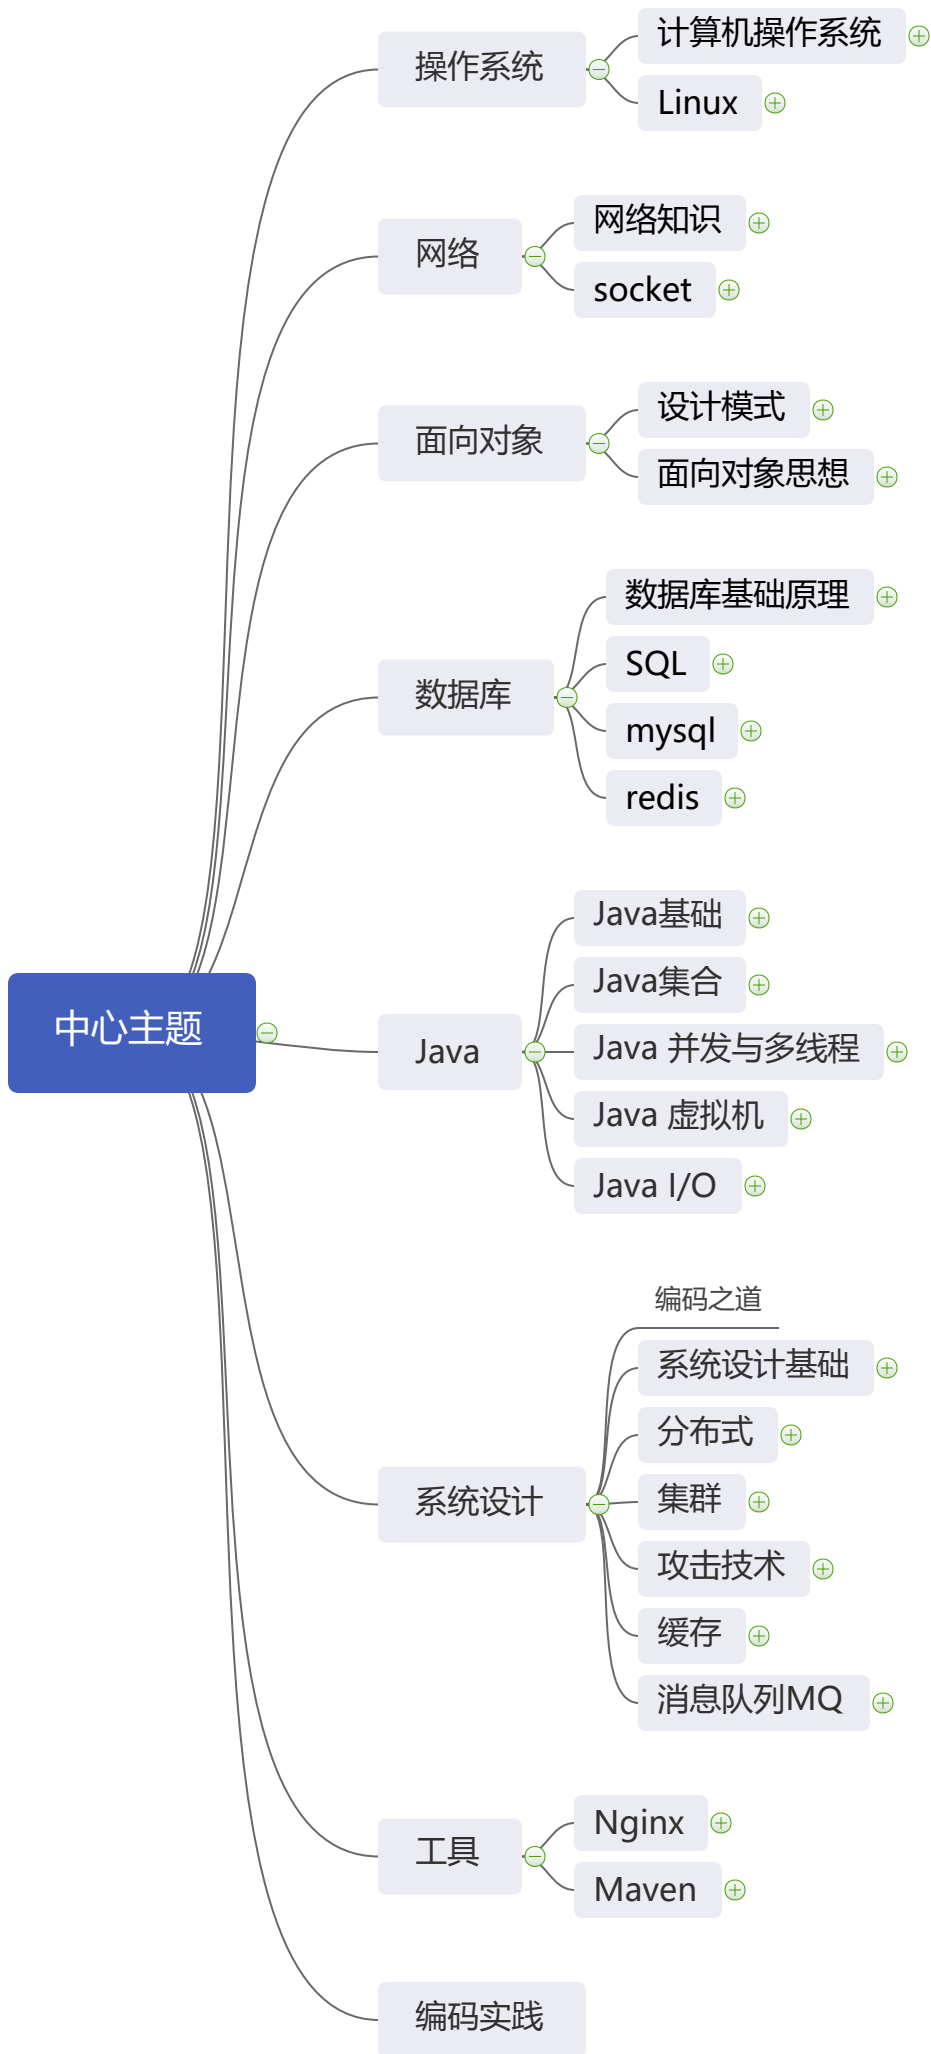 操作系统
计算机操作系统
Linux
网络
网络知识
socket
面向对象
设计模式
面向对象思想
数据库
数据库基础原理
SQL
mysql
redis
中心主题
Java
Java基础
Java集合
Java 并发与多线程
Java 虚拟机
Java I/O
系统设计
编码之道
系统设计基础
分布式
集群
攻击技术
缓存
消息队列MQ
工具
Nginx
Maven
编码实践